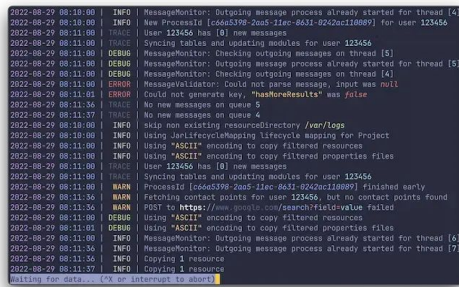 2022-08-29 08:10:00 | INFO | MessageMonitor: Outgoing message process already started for thread [4]
2022-08-29 08:10:00 | INFO | New ProcessId [c66a5398-2aa5-11ec-8631-0242ac110089] for user 123456
2022-08-29 08:11:00 | TRACE | User 123456 has [0] new messages
2022-08-29 08:11:00 | TRACE | Syncing tables and updating modules for user 123456
2022-08-29 08:11:00 | DEBUG | MessageMonitor: Checking outgoing messages on thread [5]
2022-08-29 08:11:00 | INFO | MessageMonitor: Outgoing message process already started for thread [5]
2022-08-29 08:11:00 | DEBUG | MessageMonitor: Checking outgoing messages on thread [4]
2022-08-29 08:11:00 | ERROR | MessageValidator: Could not parse message, input was null
2022-08-29 08:11:01 | ERROR | Could not generate key, "hasMoreResults" was false
2022-08-29 08:11:36 | TRACE | No new messages on queue 5
2022-08-29 08:11:37 | TRACE | No new messages on queue 4
2022-08-29 08:10:00 | INFO | skip non existing resourceDirectory /var/logs
2022-08-29 08:10:00 | INFO | Using JarLifecycleMapping lifecycle mapping for Project
2022-08-29 08:11:00 | INFO | Using "ASCII" encoding to copy filtered resources
2022-08-29 08:11:00 | INFO | Using "ASCII" encoding to copy filtered properties files
2022-08-29 08:11:00 | TRACE | User 123456 has [0] new messages
2022-08-29 08:11:00 | TRACE | Syncing tables and updating modules for user 123456
2022-08-29 08:11:00 | WARN | ProcessId [c66a5398-2aa5-11ec-8631-0242ac110089] finished early
2022-08-29 08:11:36 | WARN | Fetching contact points for user 123456, but no contact points found
2022-08-29 08:11:36 | WARN | POST to https://www.google.com/search?field=value failed
2022-08-29 08:11:00 | DEBUG | Using "ASCII" encoding to copy filtered resources
2022-08-29 08:11:01 | DEBUG | Using "ASCII" encoding to copy filtered properties files
2022-08-29 08:11:36 | INFO | MessageMonitor: Outgoing message process already started for thread [6]
2022-08-29 08:11:36 | INFO | MessageMonitor: Outgoing message process already started for thread [7]
2022-08-29 08:11:36 | INFO | Copying 1 resource
2022-08-29 08:11:37 | INFO | Copying 1 resource
Waiting for data... (^X or interrupt to abort)